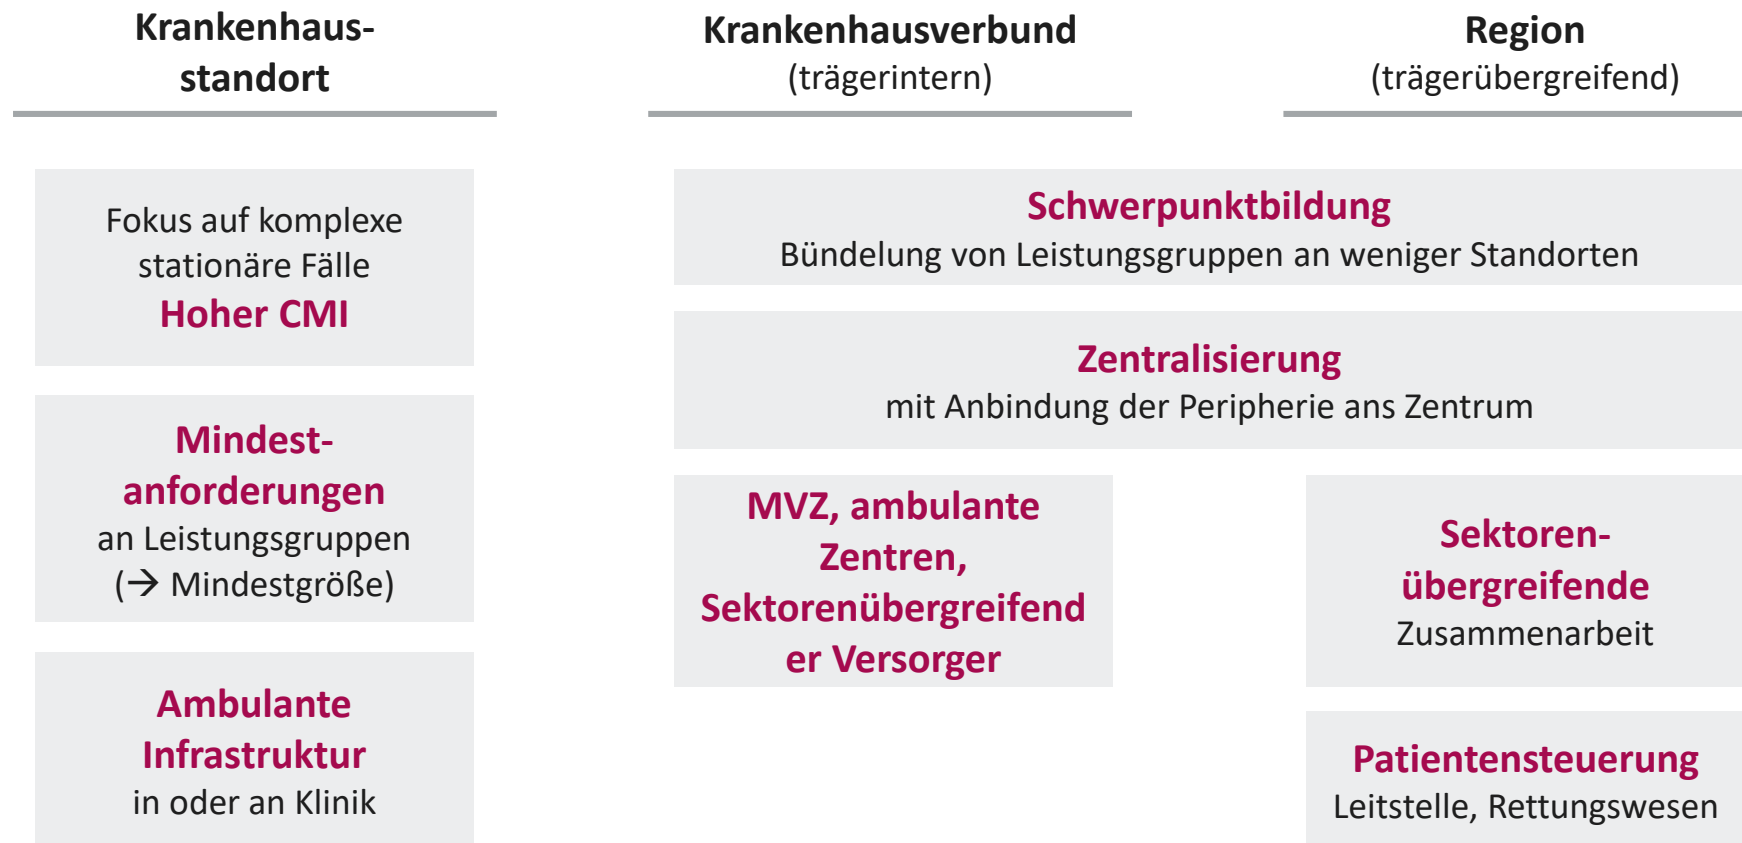 Krankenhaus-
standort
Fokus auf komplexe
stationäre Fälle
Hoher CMI
Mindest-
anforderungen
an Leistungsgruppen
(→ Mindestgröße)
Ambulante
Infrastruktur
in oder an Klinik
Krankenhausverbund
(trägerintern)
Region
(trägerübergreifend)
Schwerpunktbildung
Bündelung von Leistungsgruppen an weniger Standorten
Zentralisierung
mit Anbindung der Peripherie ans Zentrum
MVZ, ambulante
Zentren,
Sektorenübergreifend
er Versorger
Sektoren-
übergreifende
Zusammenarbeit
Patientensteuerung
Leitstelle, Rettungswesen